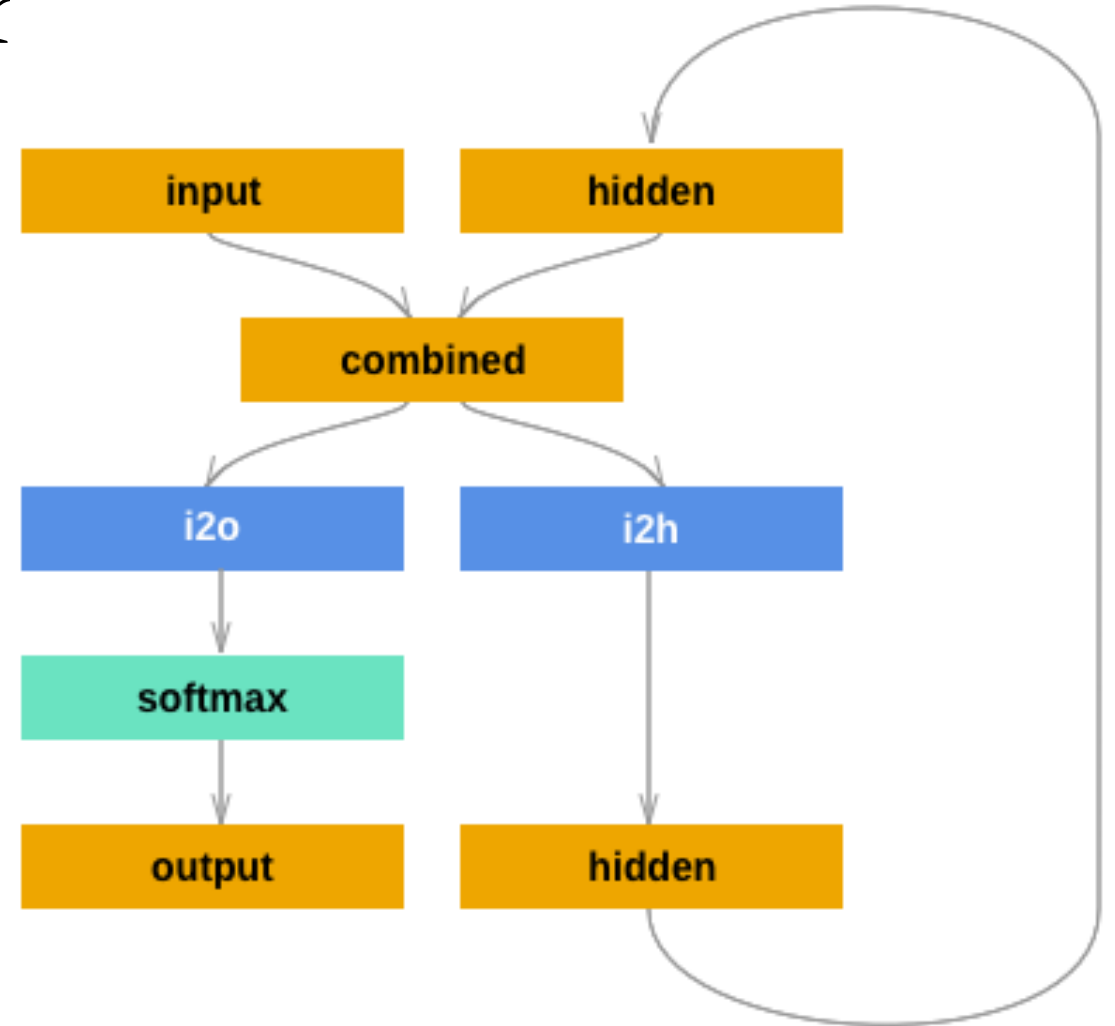 input
hidden
combined
i2o
i2h
softmax
output
hidden